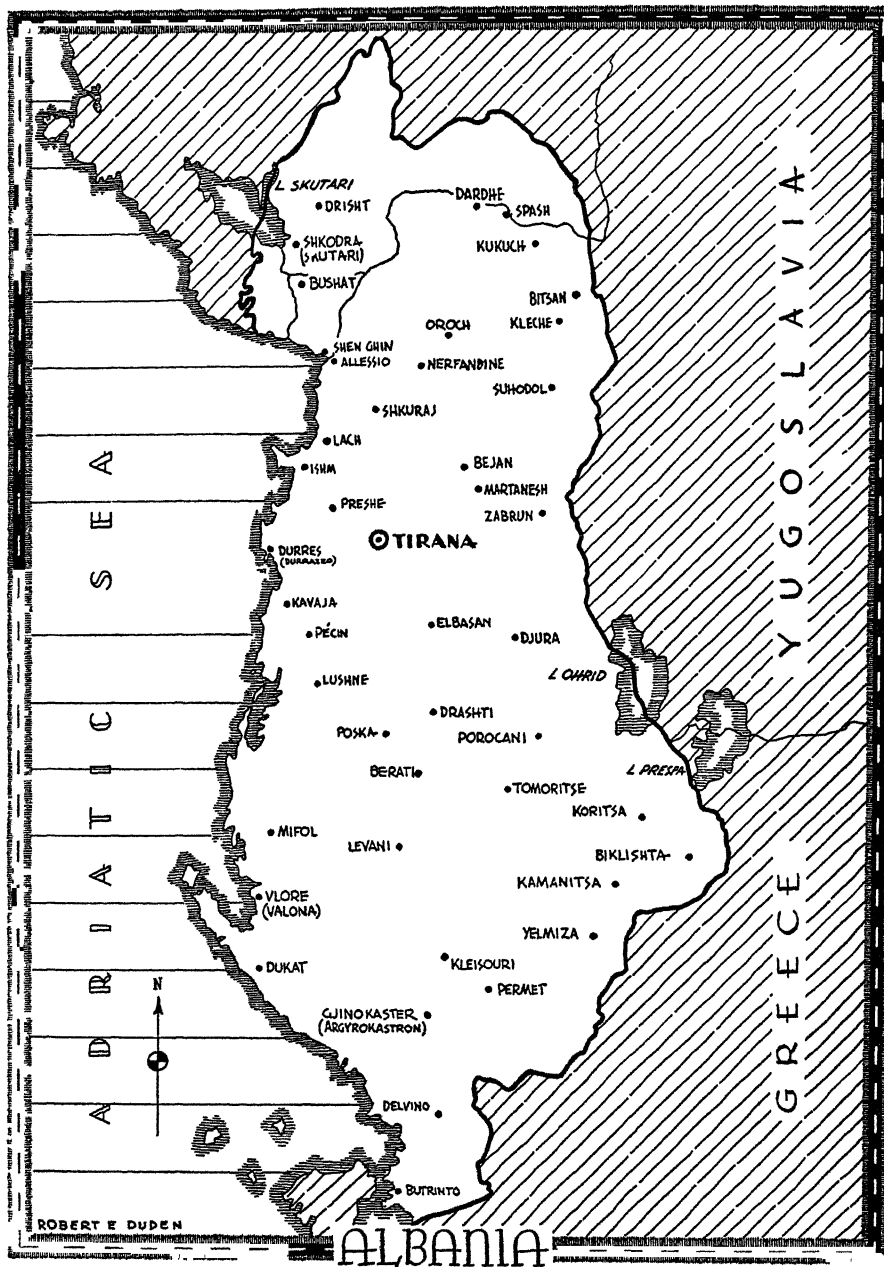 L SKUTARI
DRISHT
DARDHE
SPASH
SHKODRA
(SKUTARI)
KUKUCH
BUSHAT
BITSAN
OROCH
KLECHE
SHEN GHIN
ALLESSIO
NERFANDINE
SUHODOL
SHKURAJ
LACH
ISHM
BEJAN
MARTANESH
PRESHE
ZABRUN
TIRANA
DURRES
(DURRAZZO)
KAVAJA
PÉCIN
ELBASAN
DJURA
L OHRID
LUSHNE
DRASHTI
POSKA
POROCANI
BERATI
L PRESPA
TOMORITSE
KORITSA
MIFOL
LEVANI
BIKLISHTA
KAMANITSA
VLORE
(VALONA)
YELMIZA
DUKAT
KLEISOURI
PERMET
GJINOKASTER
(ARGYROKASTRON)
DELVINO
BUTRINTO
ADRIATIC SEA
YUGOSLAVIA
GREECE
N
ROBERT E DUDEN
ALBANIA